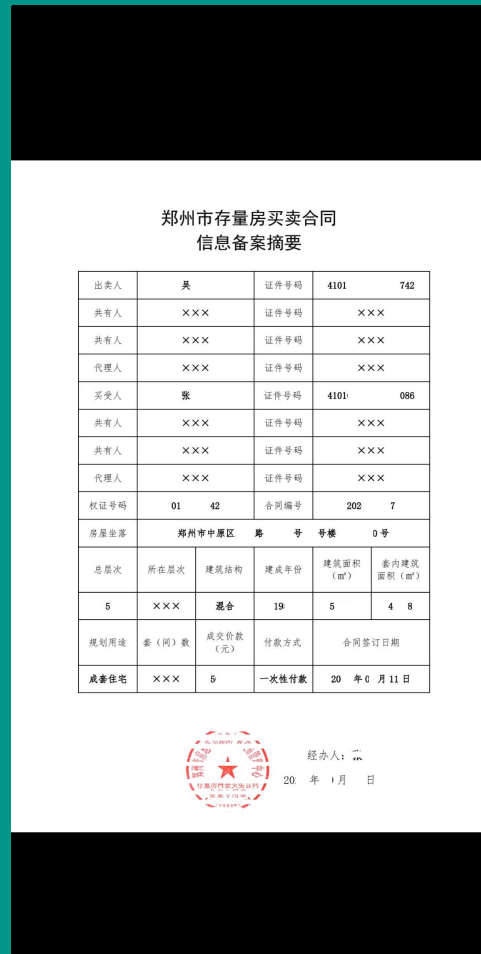 郑州市存量房买卖合同
信息备案摘要
出卖人 吴 证件号码 4101 742
共有人 ××× 证件号码 ×××
共有人 ××× 证件号码 ×××
代理人 ××× 证件号码 ×××
买受人 张 证件号码 4101 086
共有人 ××× 证件号码 ×××
共有人 ××× 证件号码 ×××
代理人 ××× 证件号码 ×××
权证号码 01 42 合同编号 202 7
房屋坐落 郑州市中原区 路 号 号楼 0号
总层次 所在层次 建筑结构 建成年份 建筑面积（㎡） 套内建筑面积（㎡）
5 ××× 混合 19 5 4 8
规划用途 套（间）数 成交价款（元） 付款方式 合同签订日期
成套住宅 ××× 5 一次性付款 20 年0 月11日
经办人：
20 年 月 日